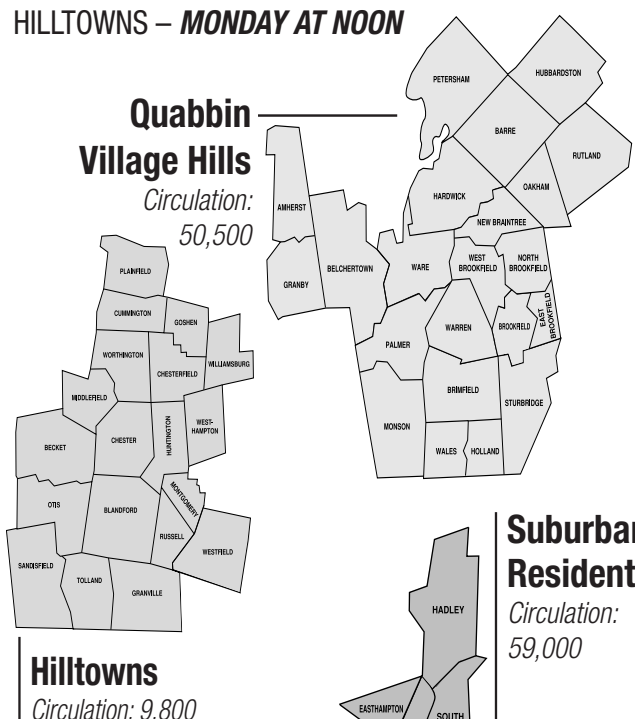 HILLTOWNS – MONDAY AT NOON
Quabbin
Village Hills
Circulation:
50,500
PETERSHAM
HUBBARDSTON
BARRE
RUTLAND
HARDWICK
OAKHAM
AMHERST
NEW BRAINTREE
BELCHERTOWN
WARE
WEST
BROOKFIELD
NORTH
BROOKFIELD
GRANBY
EAST
BROOKFIELD
PALMER
WARREN
BROOKFIELD
BRIMFIELD
STURBRIDGE
MONSON
WALES
HOLLAND
PLAINFIELD
CUMMINGTON
GOSHEN
WORTHINGTON
CHESTERFIELD
WILLIAMSBURG
MIDDLEFIELD
WEST-
HAMPTON
HUNTINGTON
CHESTER
BECKET
MONTGOMERY
OTIS
BLANDFORD
RUSSELL
WESTFIELD
SANDISFIELD
TOLLAND
GRANVILLE
Hilltowns
Circulation: 9,800
Suburban
Resident
Circulation:
59,000
HADLEY
EASTHAMPTON
SOUTH